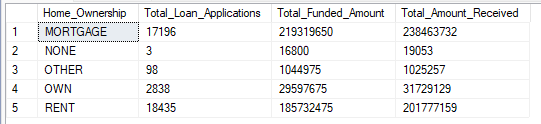 Home_Ownership Total_Loan_Applications Total_Funded_Amount Total_Amount_Received
1 MORTGAGE 17196 219319650 238463732
2 NONE 3 16800 19053
3 OTHER 98 1044975 1025257
4 OWN 2838 29597675 31729129
5 RENT 18435 185732475 201777159